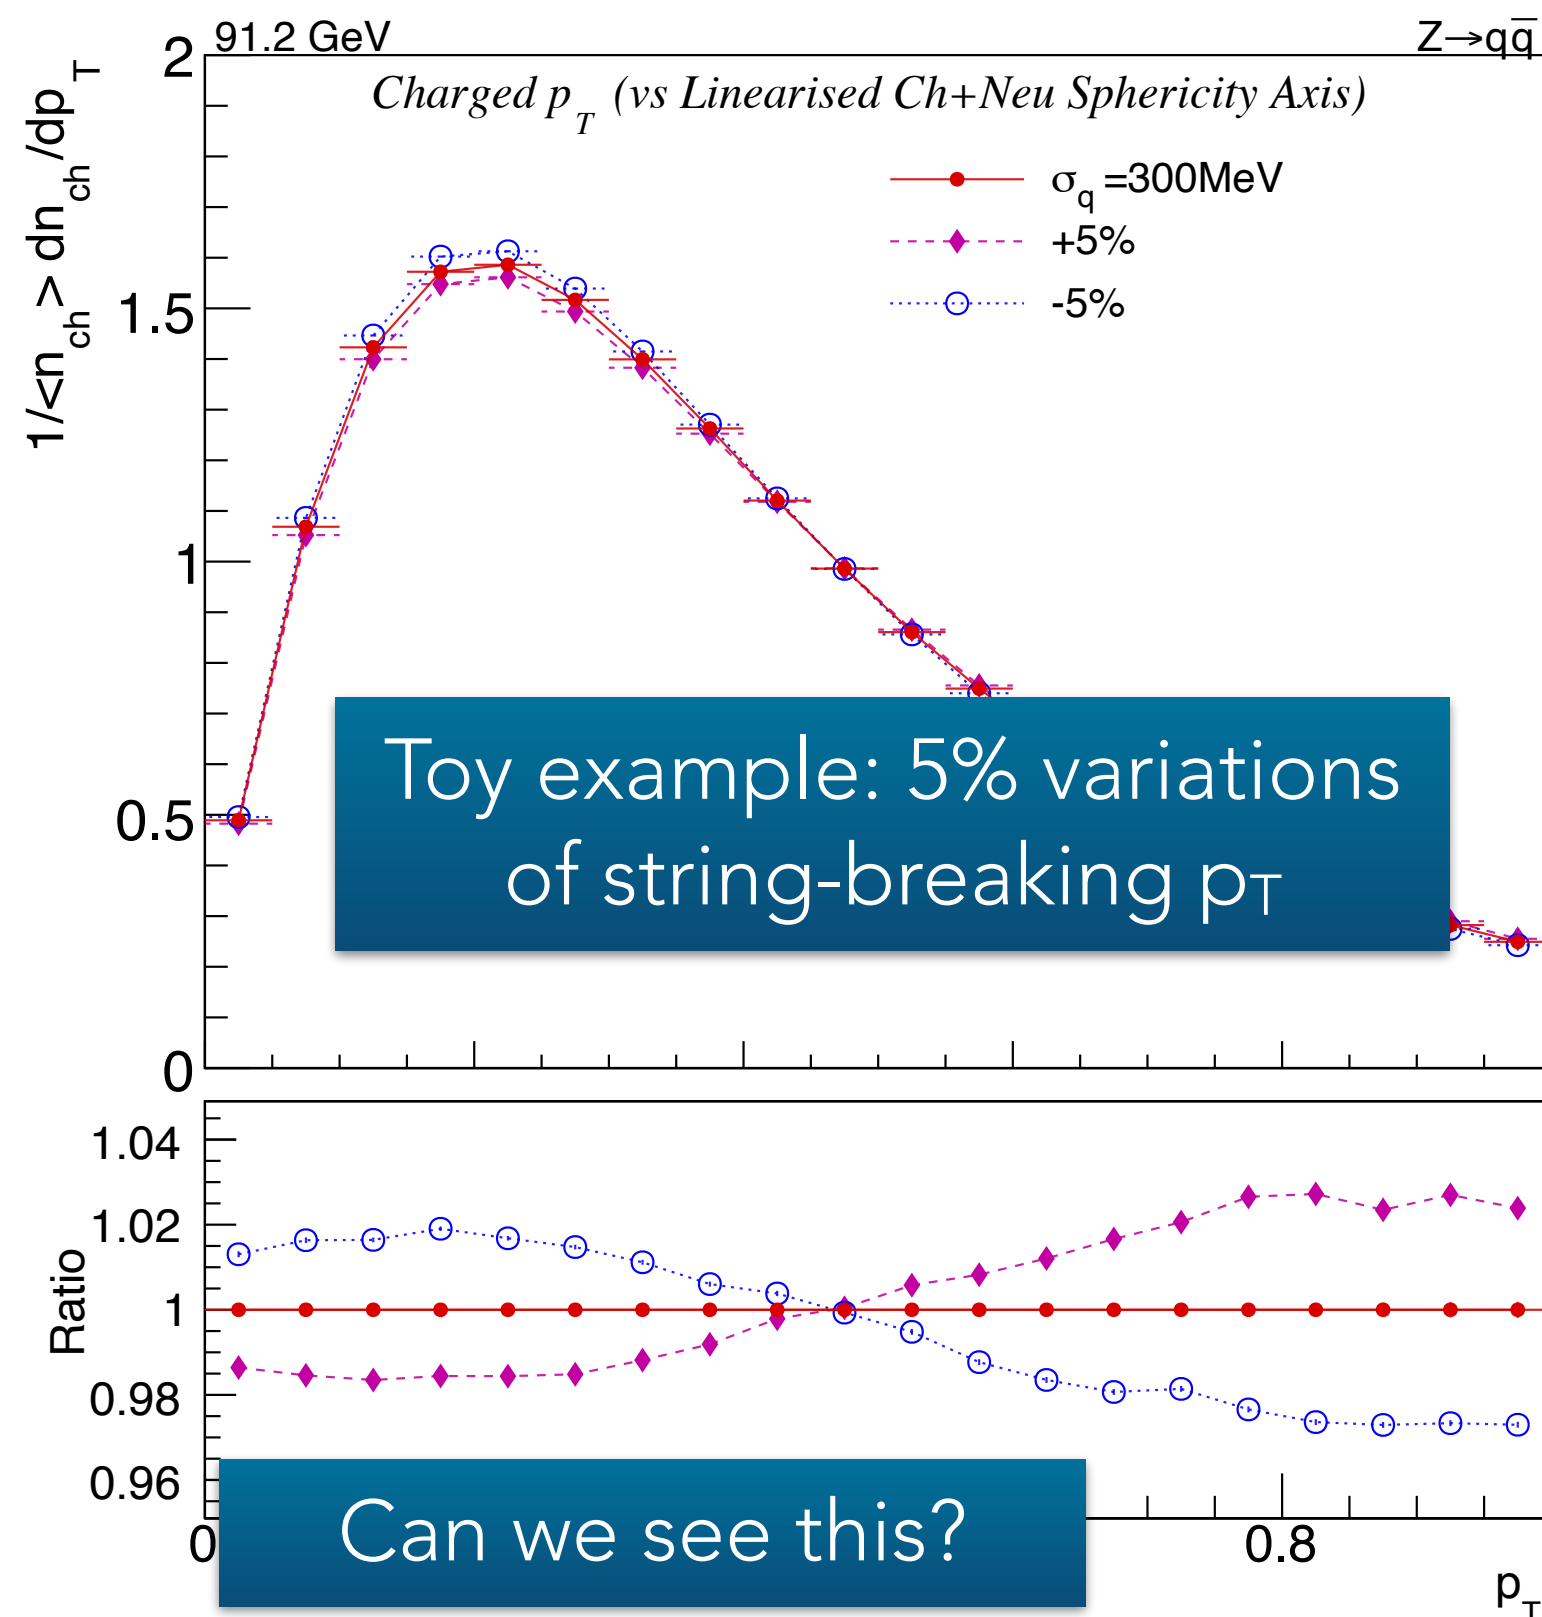 91.2 GeV
Z→qq̅
Charged p_T (vs Linearised Ch+Neu Sphericity Axis)
1/<n_ch> dn_ch/dp_T
σ_q =300MeV
+5%
-5%
2
1.5
1
0.5
0
Toy example: 5% variations
of string-breaking p_T
Ratio
1.04
1.02
1
0.98
0.96
Can we see this?
0
0.8
p_T